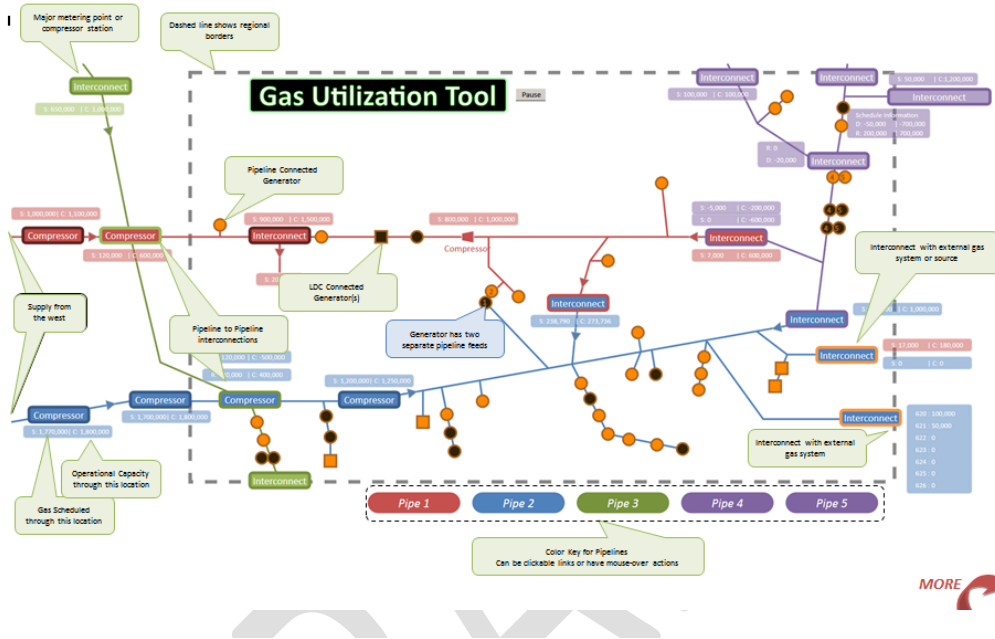 Major metering point or
compressor station
Dashed line shows regional
borders
Interconnect
S: 950,000 | C: 1,000,000
Gas Utilization Tool
Pause
Interconnect
S: 100,000 | C: 100,000
Interconnect
S: 50,000 | C:1,200,000
Interconnect
Schedule Information
D: -50,000 | -700,000
R: 200,000 | 700,000
R: 0
D: -20,000
Interconnect
4 5
4 5
4 5
Pipeline Connected
Generator
S: 1,000,000 | C: 1,100,000
Compressor
Compressor
S: 120,000 | C: 600,000
S: 900,000 | C: 1,500,000
Interconnect
S: 20
S: 800,000 | C: 1,000,000
Compressor
S: -5,000 | C: -200,000
S: 0 | C: -600,000
Interconnect
S: 7,000 | C: 600,000
Interconnect with external gas
system or source
LDC Connected
Generator(s)
Supply from
the west
Pipeline to Pipeline
interconnections
Generator has two
separate pipeline feeds
Interconnect
S: 238,790 | C: 273,736
C: 1,000,000
Interconnect
S: 17,000 | C: 180,000
Interconnect
S: 0 | C: 0
120,000 | C: -500,000
| C: 400,000
S: 1,200,000 | C: 1,250,000
Compressor
Compressor
Compressor
Compressor
S: 1,700,000 | C: 1,800,000
S: 1,770,000 | C: 1,800,000
Operational Capacity
through this location
Gas Scheduled
through this location
Interconnect
Interconnect
Interconnect with external
gas system
620 : 100,000
621 : 50,000
622 : 0
623 : 0
624 : 0
625 : 0
626 : 0
Pipe 1
Pipe 2
Pipe 3
Pipe 4
Pipe 5
Color Key for Pipelines
Can be clickable links or have mouse-over actions
MORE